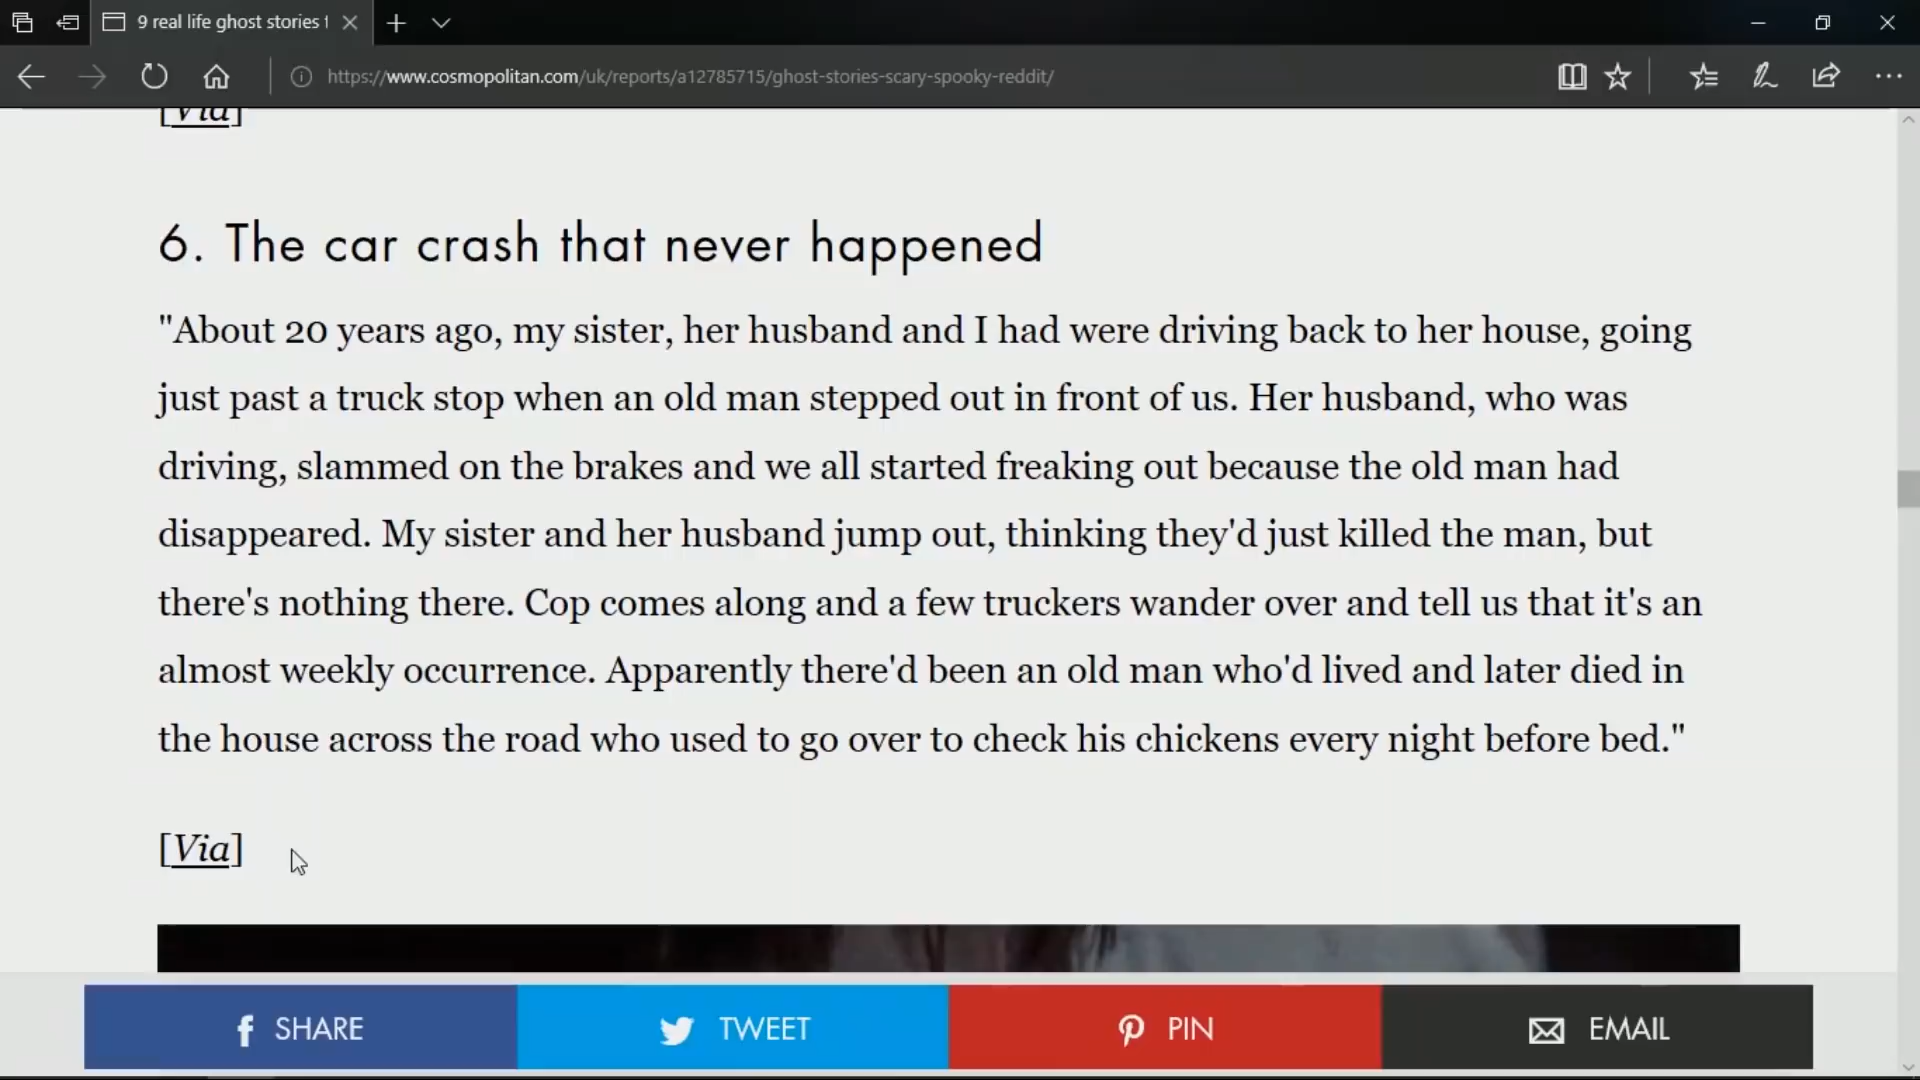 9 real life ghost stories
https://www.cosmopolitan.com/uk/reports/a12785715/ghost-stories-scary-spooky-reddit/
[Via]
6. The car crash that never happened
"About 20 years ago, my sister, her husband and I had were driving back to her house, going
just past a truck stop when an old man stepped out in front of us. Her husband, who was
driving, slammed on the brakes and we all started freaking out because the old man had
disappeared. My sister and her husband jump out, thinking they'd just killed the man, but
there's nothing there. Cop comes along and a few truckers wander over and tell us that it's an
almost weekly occurrence. Apparently there'd been an old man who'd lived and later died in
the house across the road who used to go over to check his chickens every night before bed."
[Via]
SHARE
TWEET
PIN
EMAIL